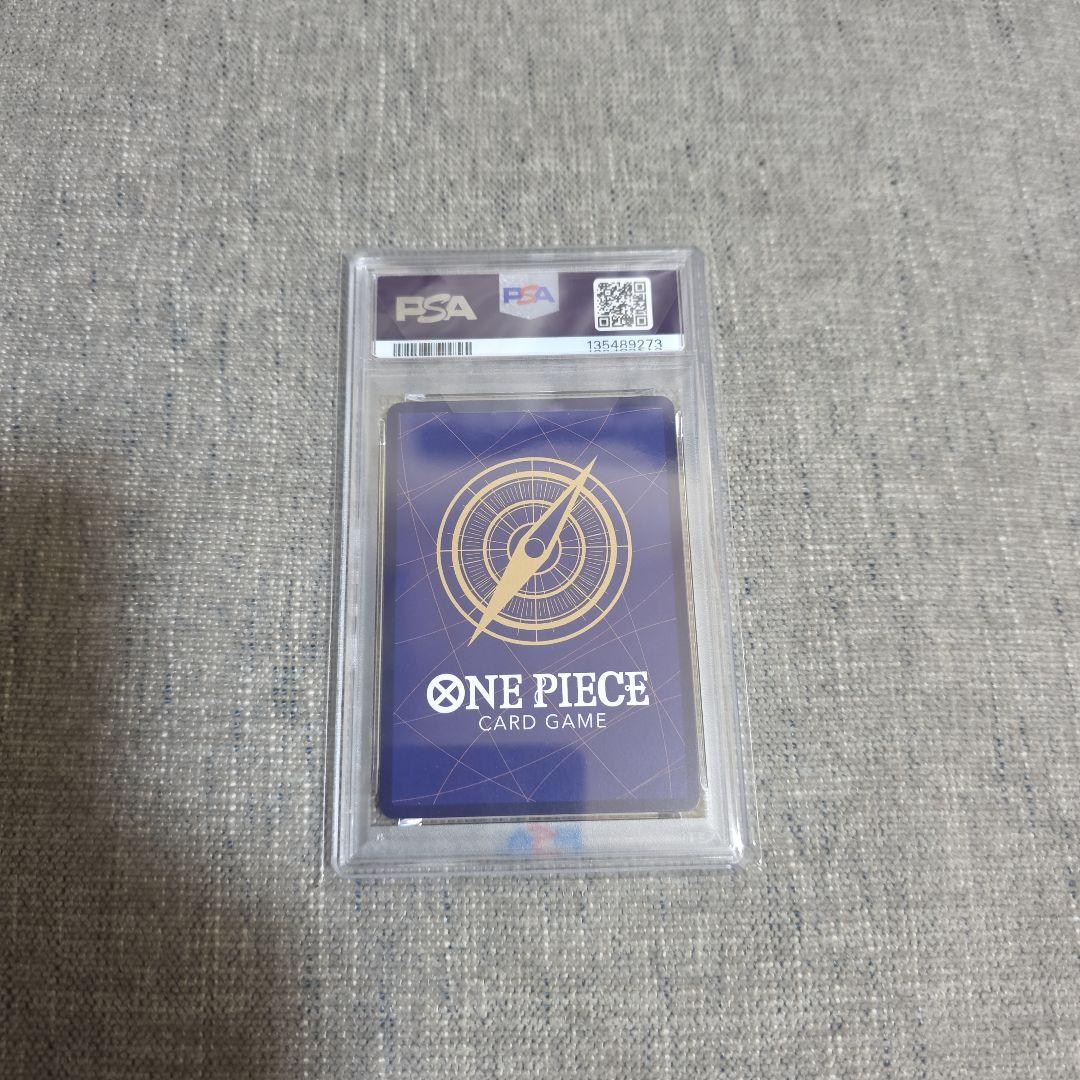 PSA
PSA
135489273
ONE PIECE
CARD GAME